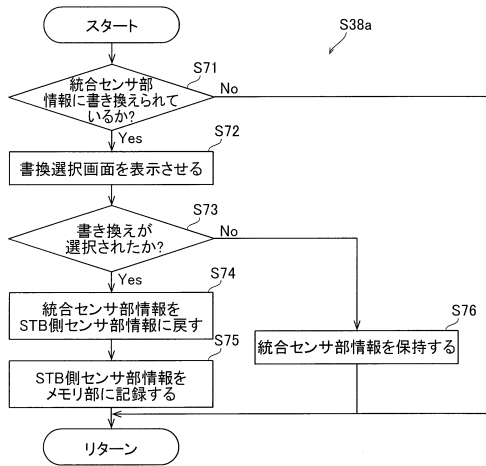 スタート
S38a
S71
統合センサ部
情報に書き換えられて
いるか?
No
Yes
S72
書換選択画面を表示させる
S73
書き換えが
選択されたか?
No
Yes
S74
統合センサ部情報を
STB側センサ部情報に戻す
S75
STB側センサ部情報を
メモリ部に記録する
S76
統合センサ部情報を保持する
リターン